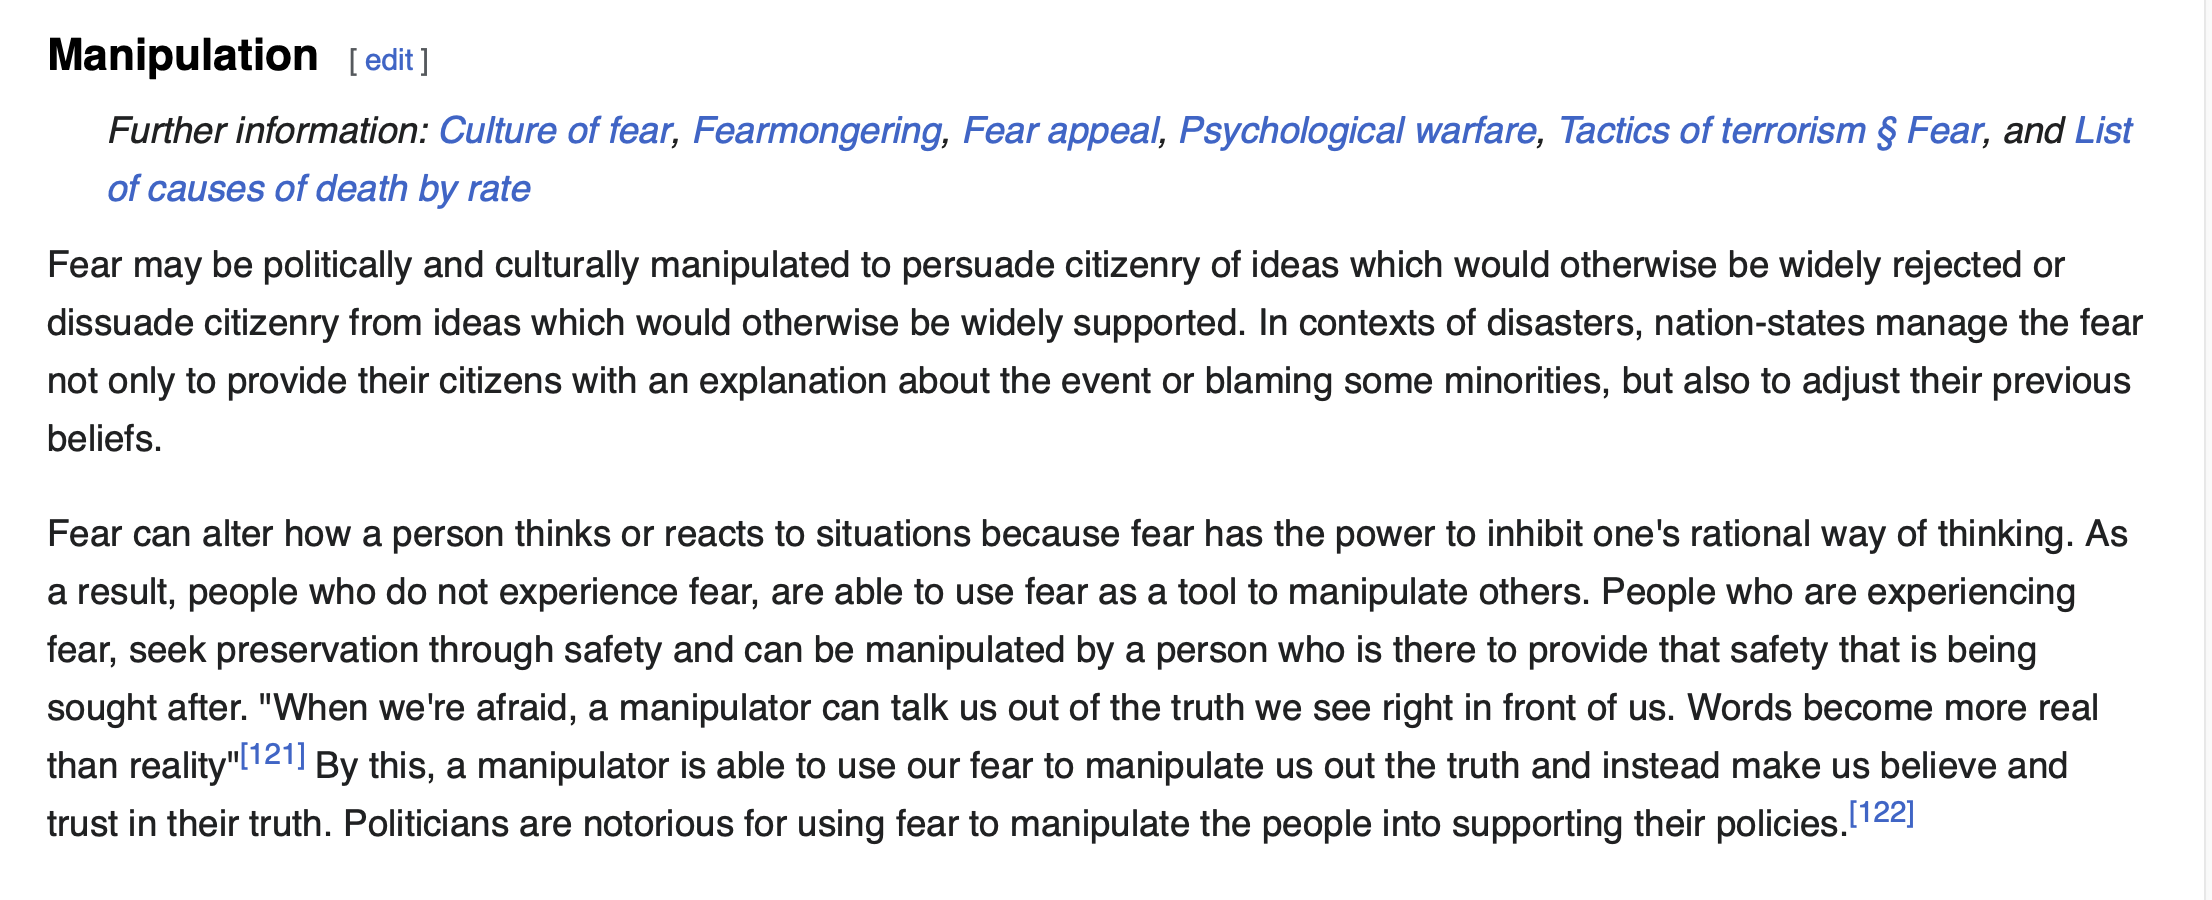 Manipulation [ edit ]
Further information: Culture of fear, Fearmongering, Fear appeal, Psychological warfare, Tactics of terrorism § Fear, and List
of causes of death by rate
Fear may be politically and culturally manipulated to persuade citizenry of ideas which would otherwise be widely rejected or
dissuade citizenry from ideas which would otherwise be widely supported. In contexts of disasters, nation-states manage the fear
not only to provide their citizens with an explanation about the event or blaming some minorities, but also to adjust their previous
beliefs.
Fear can alter how a person thinks or reacts to situations because fear has the power to inhibit one's rational way of thinking. As
a result, people who do not experience fear, are able to use fear as a tool to manipulate others. People who are experiencing
fear, seek preservation through safety and can be manipulated by a person who is there to provide that safety that is being
sought after. "When we're afraid, a manipulator can talk us out of the truth we see right in front of us. Words become more real
than reality"[121] By this, a manipulator is able to use our fear to manipulate us out the truth and instead make us believe and
trust in their truth. Politicians are notorious for using fear to manipulate the people into supporting their policies.[122]